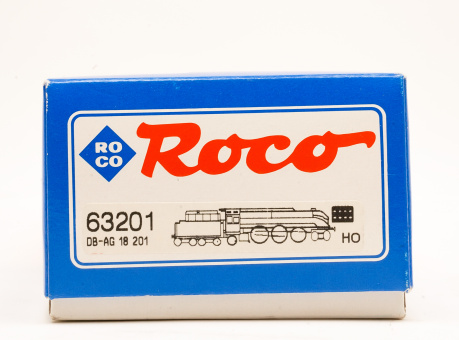 RO
CO
Roco
63201
DB-AG 18 201
HO